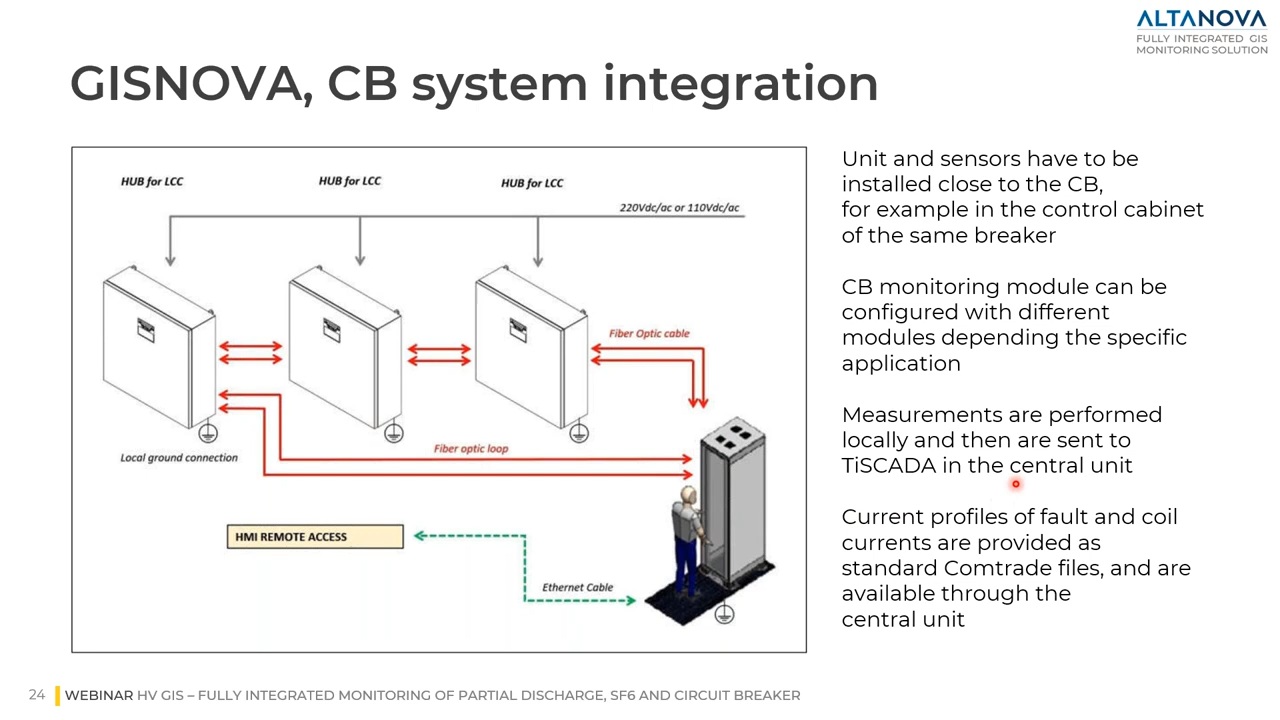 ALTANOVA
FULLY INTEGRATED GIS
MONITORING SOLUTION
GISNOVA, CB system integration
HUB for LCC
HUB for LCC
HUB for LCC
220Vdc/ac or 110Vdc/ac
Fiber Optic cable
Fiber optic loop
Local ground connection
HMI REMOTE ACCESS
Ethernet Cable
Unit and sensors have to be
installed close to the CB,
for example in the control cabinet
of the same breaker
CB monitoring module can be
configured with different
modules depending the specific
application
Measurements are performed
locally and then are sent to
TiSCADA in the central unit
Current profiles of fault and coil
currents are provided as
standard Comtrade files, and are
available through the
central unit
24 WEBINAR HV GIS – FULLY INTEGRATED MONITORING OF PARTIAL DISCHARGE, SF6 AND CIRCUIT BREAKER